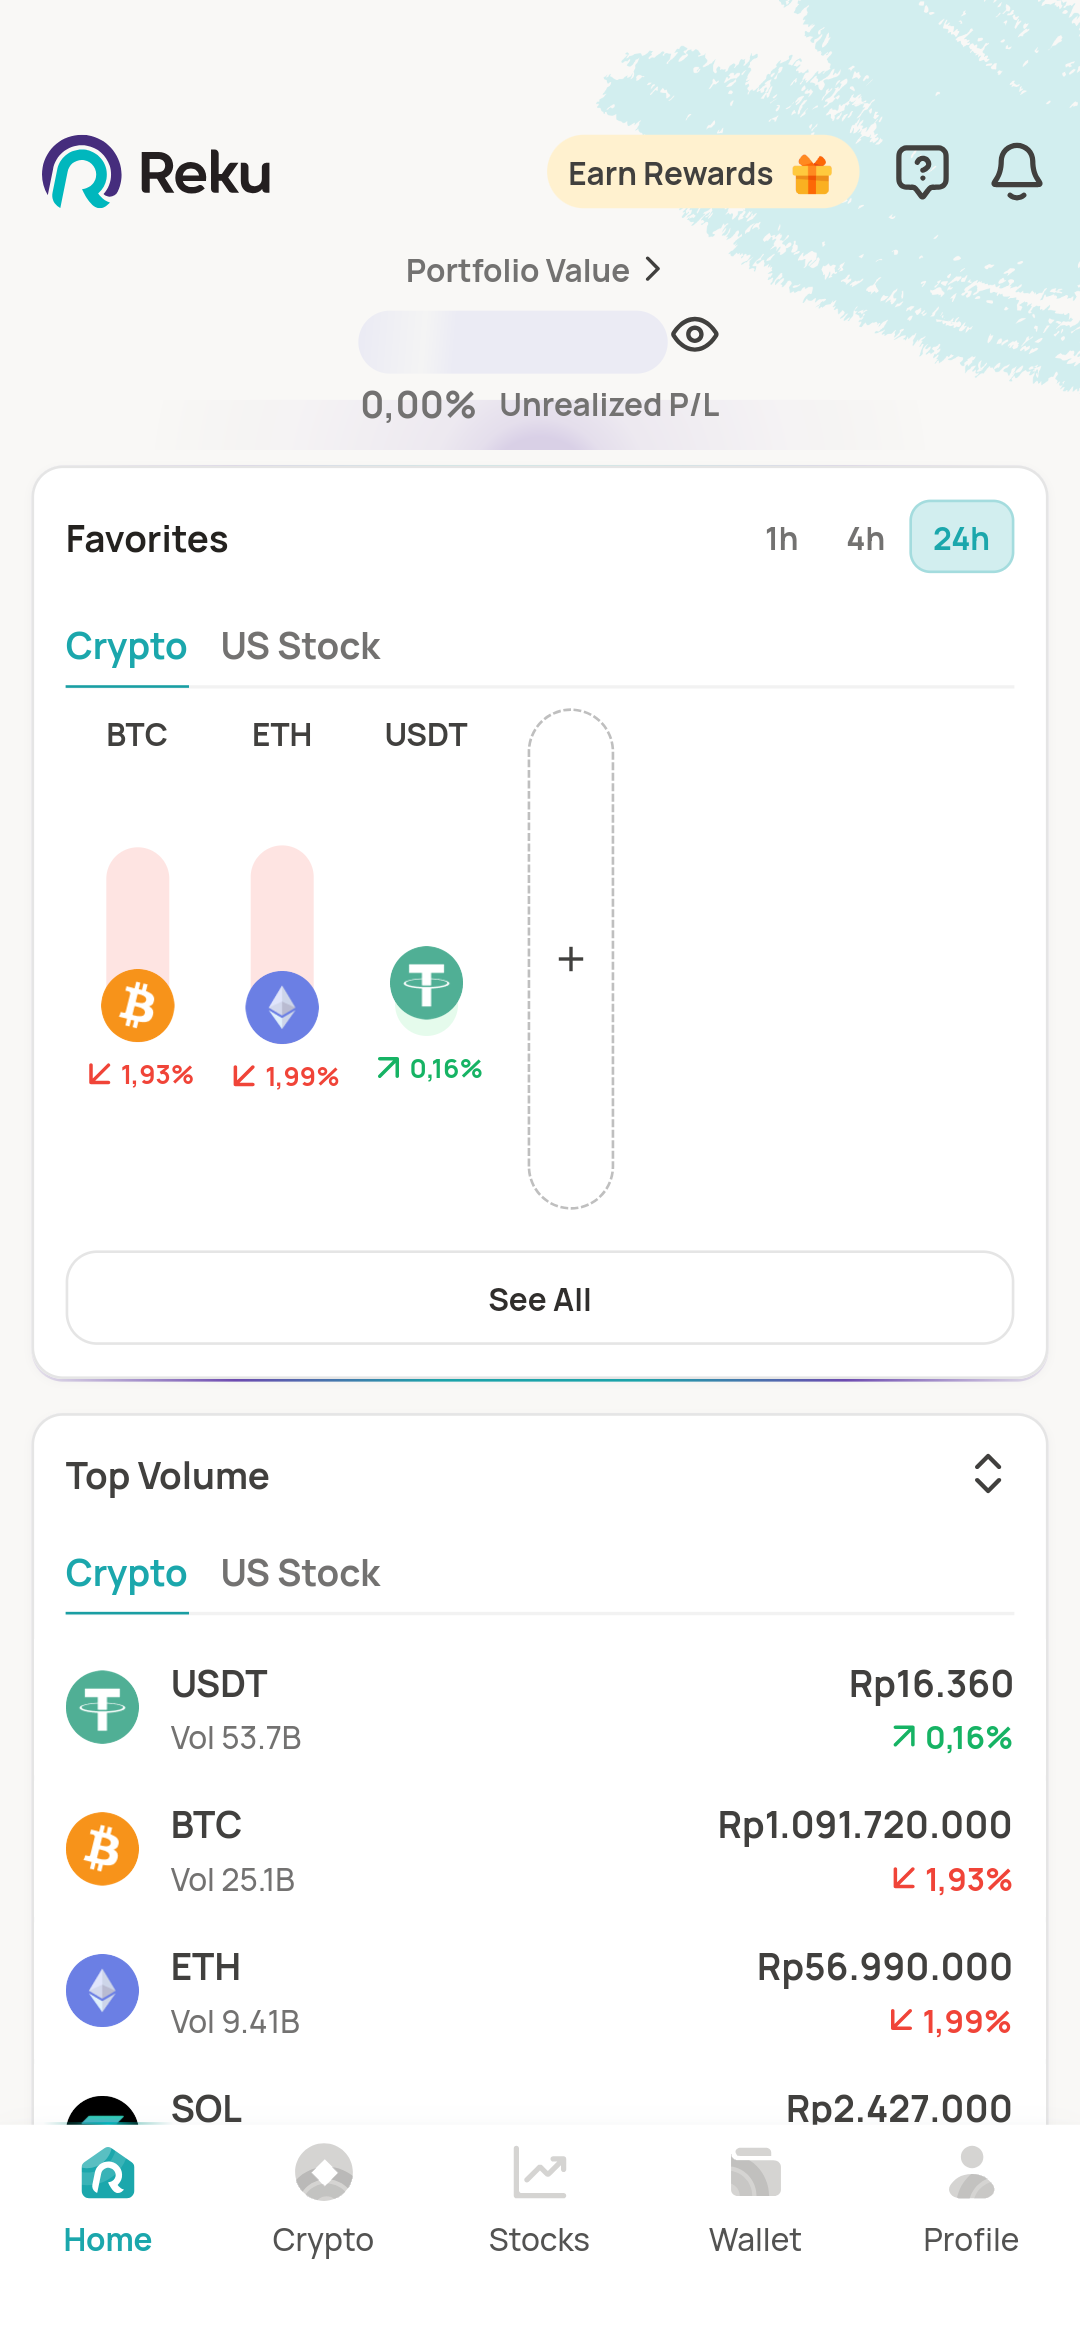 Reku
Earn Rewards
Portfolio Value
0,00% Unrealized P/L
Favorites
1h 4h 24h
Crypto US Stock
BTC ETH USDT
1,93% 1,99% 0,16%
See All
Top Volume
Crypto US Stock
USDT Rp16.360
Vol 53.7B 0,16%
BTC Rp1.091.720.000
Vol 25.1B 1,93%
ETH Rp56.990.000
Vol 9.41B 1,99%
SOL Rp2.427.000
Home Crypto Stocks Wallet Profile